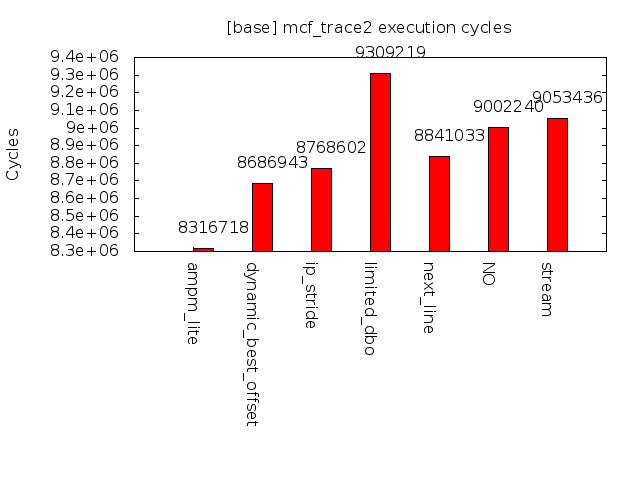 [base] mcf_trace2 execution cycles
Cycles
9.4e+06
9.3e+06
9.2e+06
9.1e+06
9e+06
8.9e+06
8.8e+06
8.7e+06
8.6e+06
8.5e+06
8.4e+06
8.3e+06
8316718
8686943
8768602
9309219
8841033
9002240
9053436
ampm_lite
dynamic_best_offset
ip_stride
limited_dbo
next_line
NO
stream